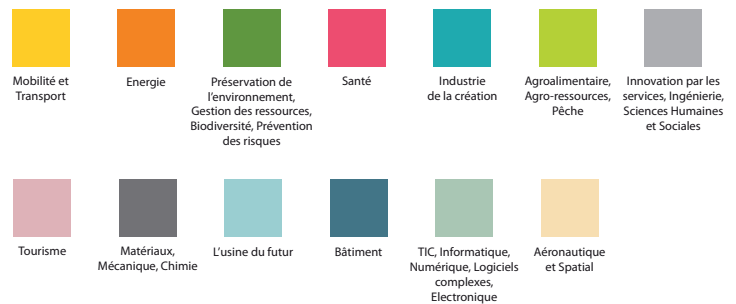 Mobilité et
Transport
Energie
Préservation de
l'environnement,
Gestion des ressources,
Biodiversité, Prévention
des risques
Santé
Industrie
de la création
Agroalimentaire,
Agro-ressources,
Pêche
Innovation par les
services, Ingénierie,
Sciences Humaines
et Sociales
Tourisme
Matériaux,
Mécanique, Chimie
L'usine du futur
Bâtiment
TIC, Informatique,
Numérique, Logiciels
complexes,
Electronique
Aéronautique
et Spatial